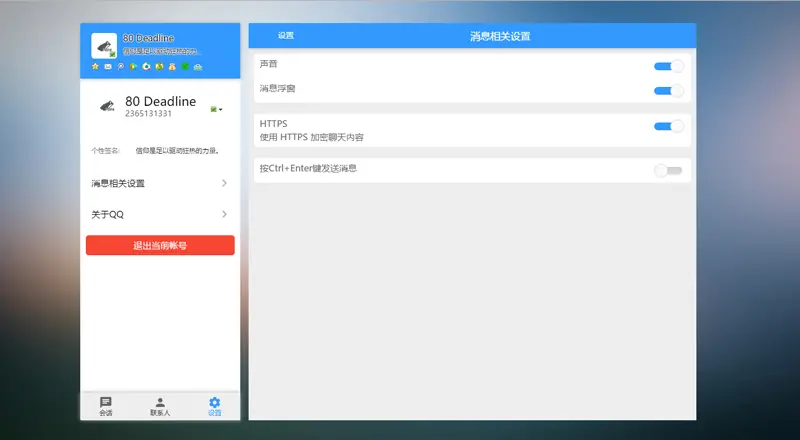 80 Deadline
信仰是足以驱动狂热的力...
80 Deadline
2365131331
个性签名:
信仰是足以驱动狂热的力量。
消息相关设置
关于QQ
退出当前帐号
会话
联系人
设置
设置
消息相关设置
声音
消息浮窗
HTTPS
使用 HTTPS 加密聊天内容
按Ctrl+Enter键发送消息